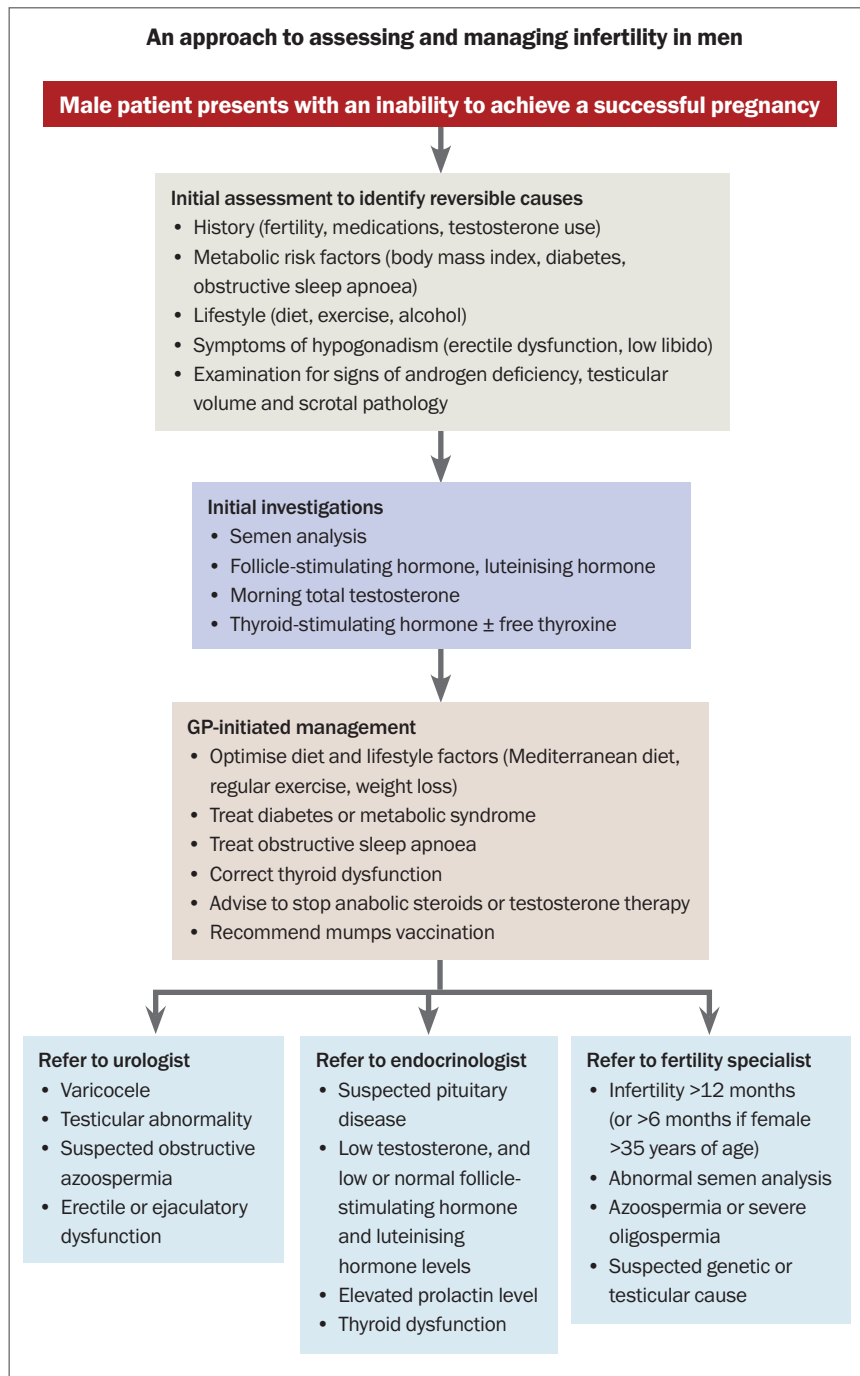 An approach to assessing and managing infertility in men
Male patient presents with an inability to achieve a successful pregnancy
Initial assessment to identify reversible causes
• History (fertility, medications, testosterone use)
• Metabolic risk factors (body mass index, diabetes,
obstructive sleep apnoea)
• Lifestyle (diet, exercise, alcohol)
• Symptoms of hypogonadism (erectile dysfunction, low libido)
• Examination for signs of androgen deficiency, testicular
volume and scrotal pathology
Initial investigations
• Semen analysis
• Follicle-stimulating hormone, luteinising hormone
• Morning total testosterone
• Thyroid-stimulating hormone ± free thyroxine
GP-initiated management
• Optimise diet and lifestyle factors (Mediterranean diet,
regular exercise, weight loss)
• Treat diabetes or metabolic syndrome
• Treat obstructive sleep apnoea
• Correct thyroid dysfunction
• Advise to stop anabolic steroids or testosterone therapy
• Recommend mumps vaccination
Refer to urologist
• Varicocele
• Testicular abnormality
• Suspected obstructive
azoospermia
• Erectile or ejaculatory
dysfunction
Refer to endocrinologist
• Suspected pituitary
disease
• Low testosterone, and
low or normal follicle-
stimulating hormone
and luteinising
hormone levels
• Elevated prolactin level
• Thyroid dysfunction
Refer to fertility specialist
• Infertility >12 months
(or >6 months if female
>35 years of age)
• Abnormal semen analysis
• Azoospermia or severe
oligospermia
• Suspected genetic or
testicular cause